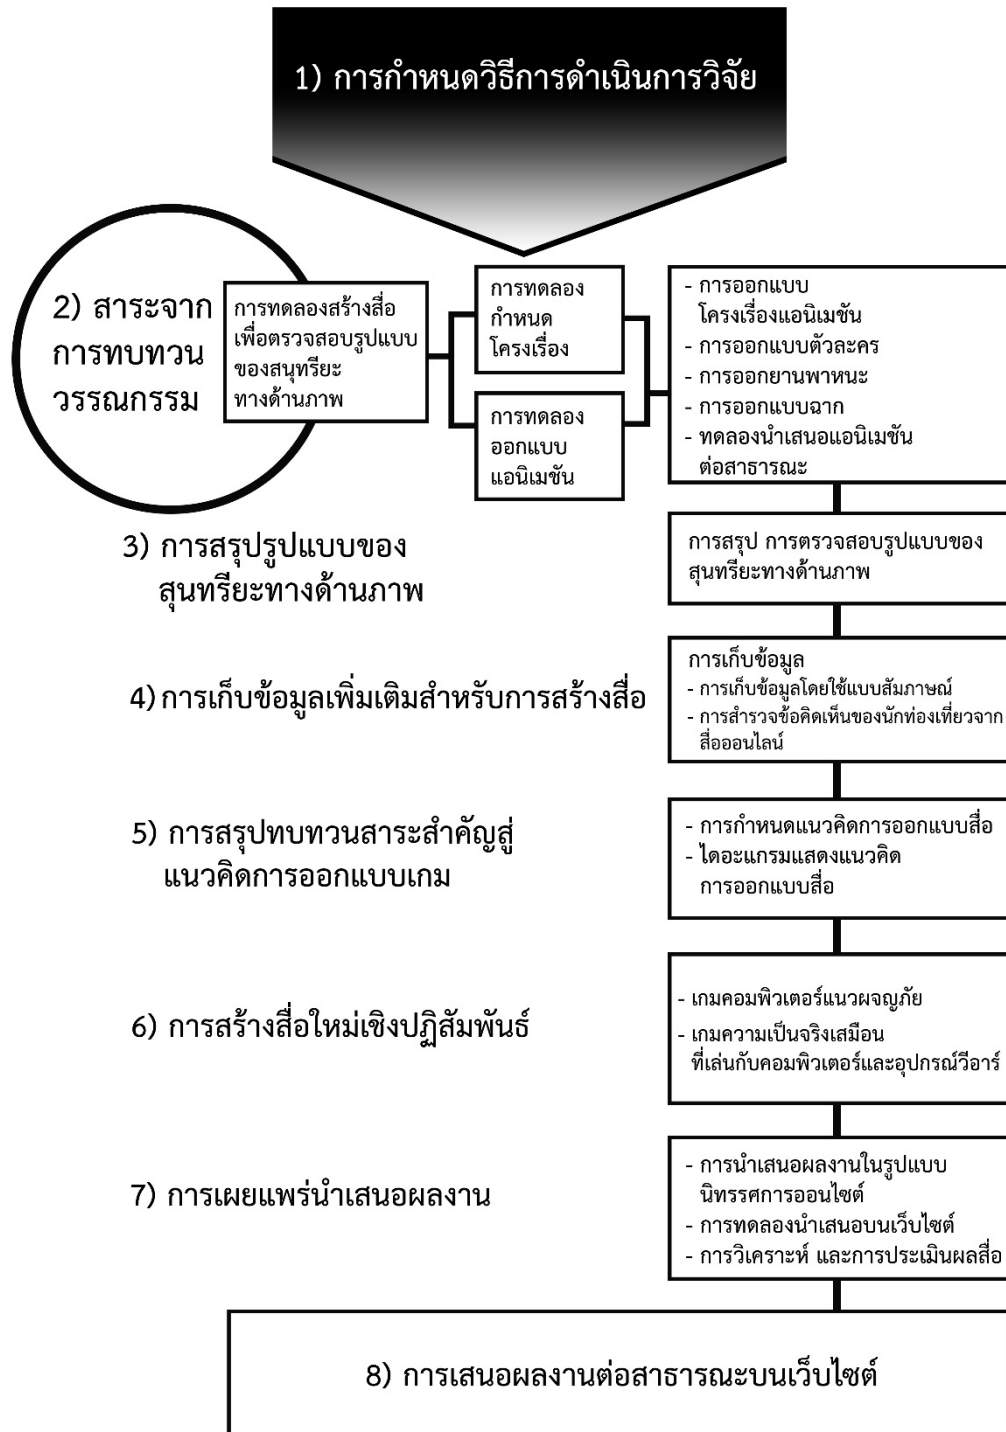 1) การกำหนดวิธีการดำเนินการวิจัย
2) สาระจาก
การทบทวน
วรรณกรรม
การทดลองสร้างสื่อ
เพื่อตรวจสอบรูปแบบ
ของสนุทรียะ
ทางด้านภาพ
การทดลอง
กำหนด
โครงเรื่อง
การทดลอง
ออกแบบ
แอนิเมชัน
- การออกแบบ
โครงเรื่องแอนิเมชัน
- การออกแบบตัวละคร
- การออกยานพาหนะ
- การออกแบบฉาก
- ทดลองนำเสนอแอนิเมชัน
ต่อสาธารณะ
3) การสรุปรูปแบบของ
สุนทรียะทางด้านภาพ
การสรุป การตรวจสอบรูปแบบของ
สุนทรียะทางด้านภาพ
4) การเก็บข้อมูลเพิ่มเติมสำหรับการสร้างสื่อ
การเก็บข้อมูล
- การเก็บข้อมูลโดยใช้แบบสัมภาษณ์
- การสำรวจข้อคิดเห็นของนักท่องเที่ยวจาก
สื่อออนไลน์
5) การสรุปทบทวนสาระสำคัญสู่
แนวคิดการออกแบบเกม
- การกำหนดแนวคิดการออกแบบสื่อ
- ไดอะแกรมแสดงแนวคิด
การออกแบบสื่อ
6) การสร้างสื่อใหม่เชิงปฏิสัมพันธ์
- เกมคอมพิวเตอร์แนวผจญภัย
- เกมความเป็นจริงเสมือน
ที่เล่นกับคอมพิวเตอร์และอุปกรณ์วีอาร์
7) การเผยแพร่นำเสนอผลงาน
- การนำเสนอผลงานในรูปแบบ
นิทรรศการออนไซต์
- การทดลองนำเสนอบนเว็บไซต์
- การวิเคราะห์ และการประเมินผลสื่อ
8) การเสนอผลงานต่อสาธารณะบนเว็บไซต์